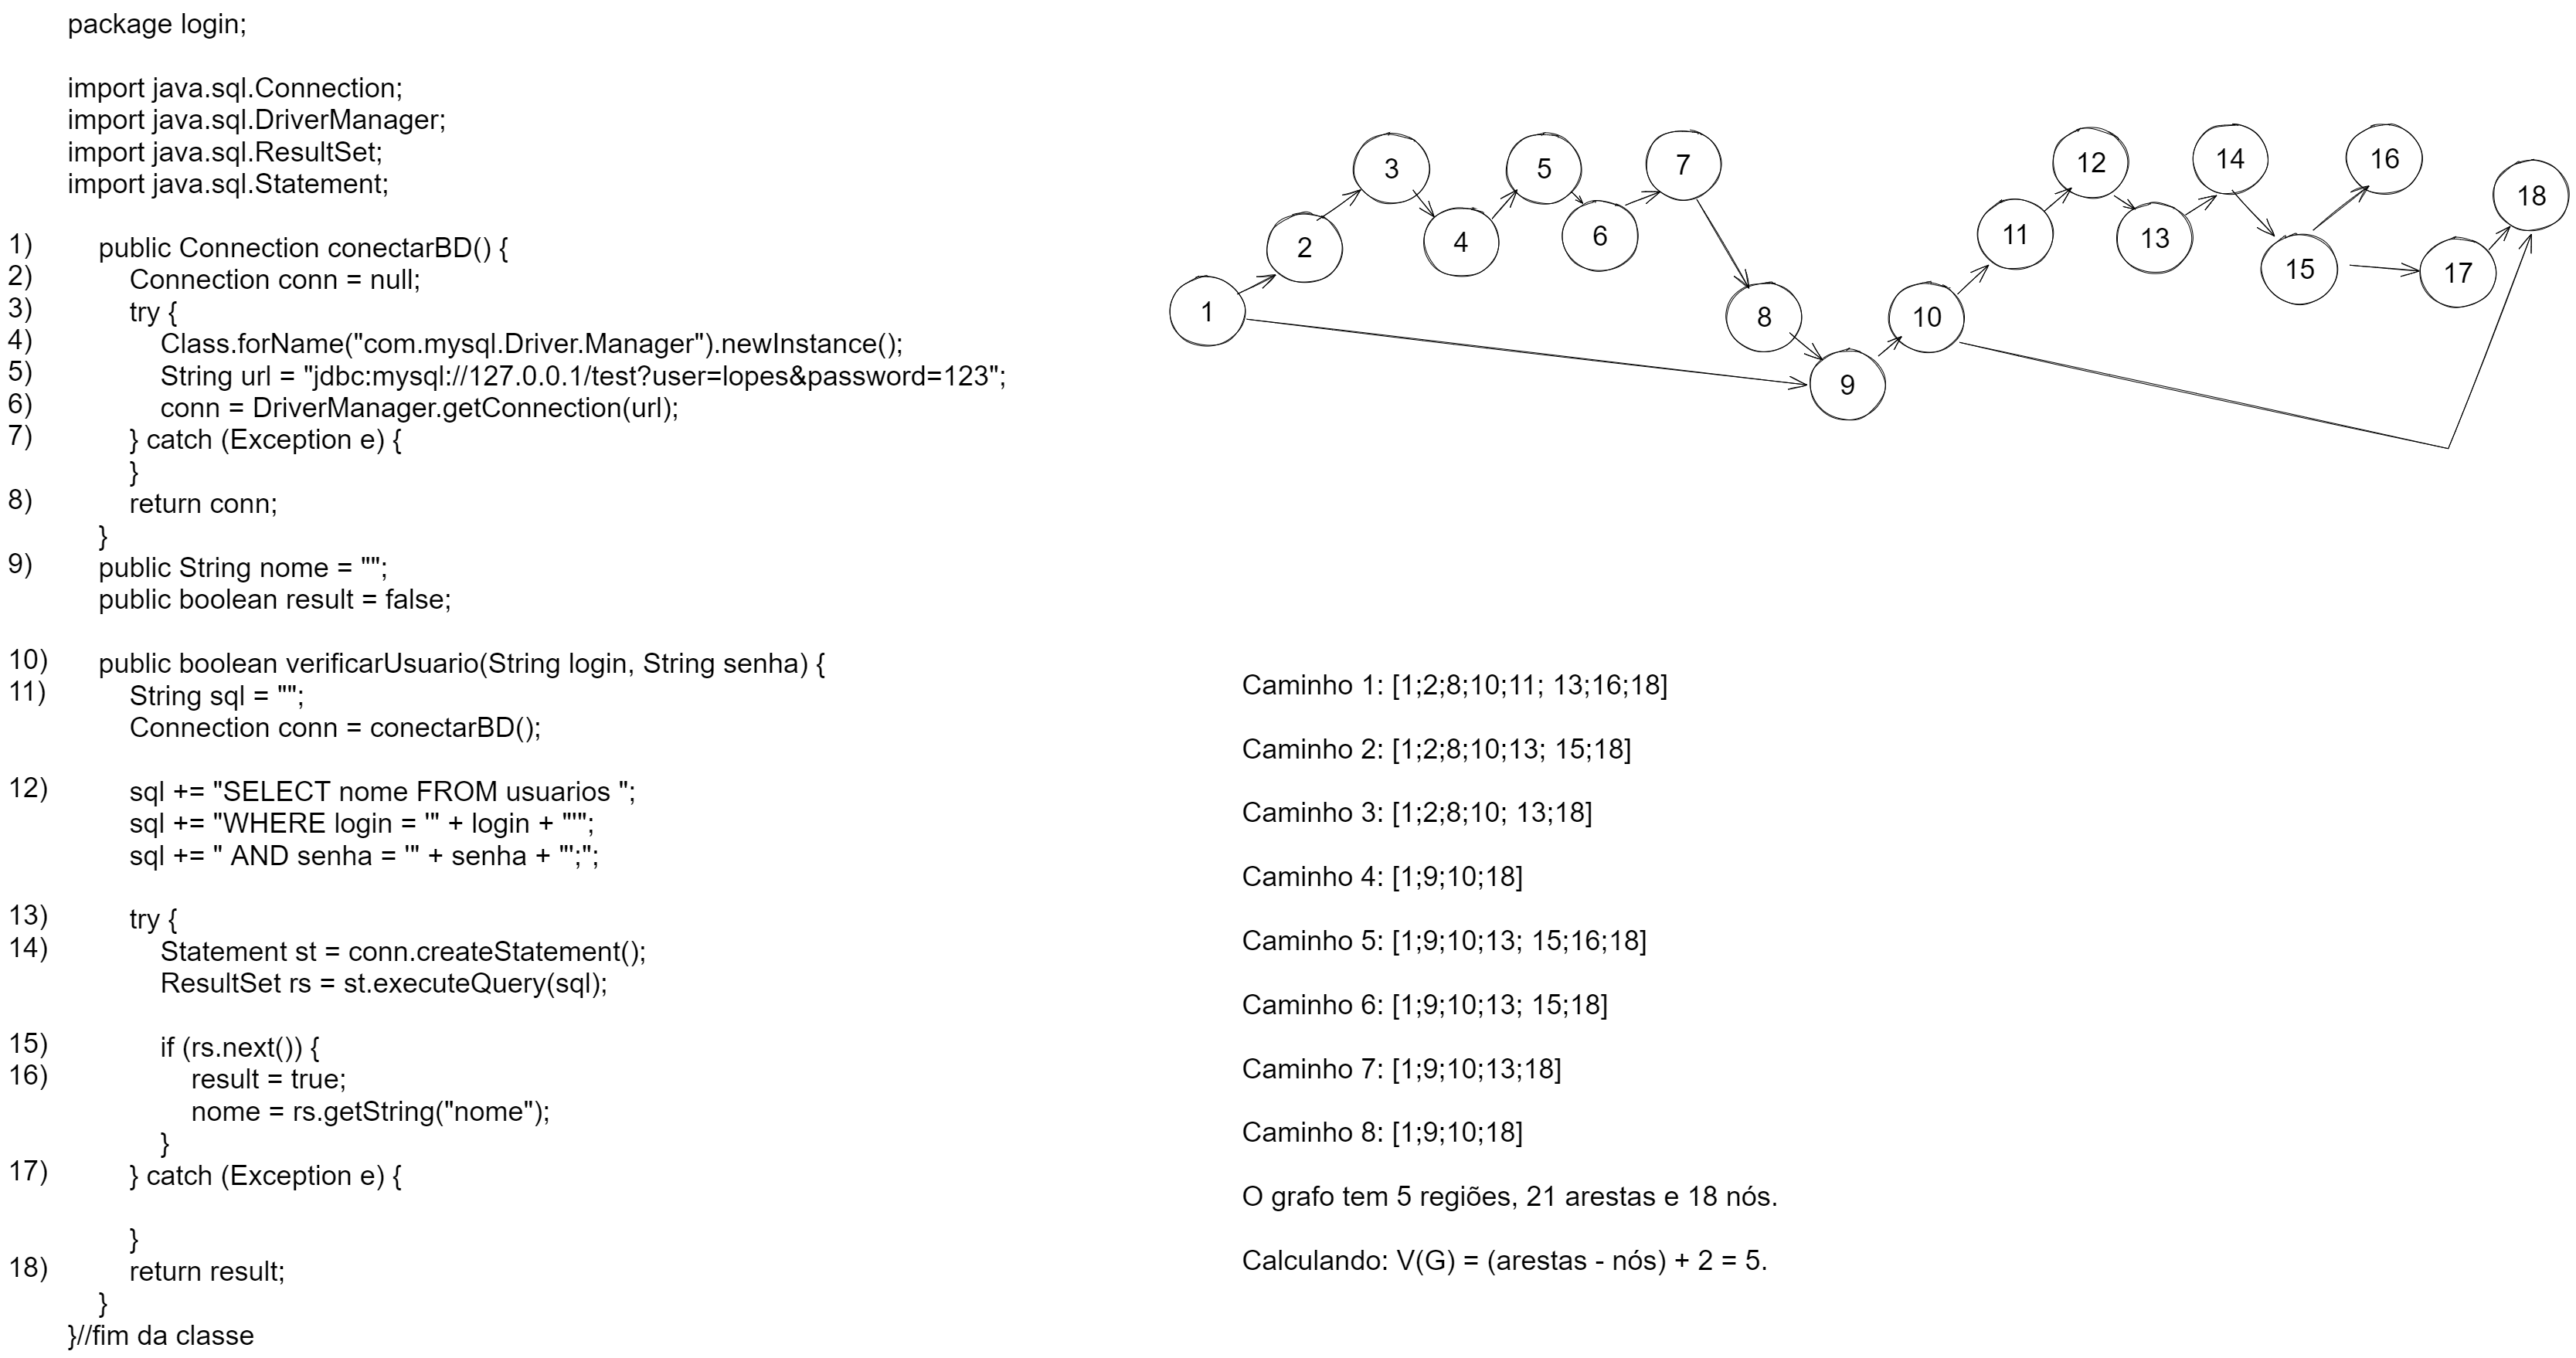 package login;
import java.sql.Connection;
import java.sql.DriverManager;
import java.sql.ResultSet;
import java.sql.Statement;
1) public Connection conectarBD() {
2) Connection conn = null;
3) try {
4) Class.forName("com.mysql.Driver.Manager").newInstance();
5) String url = "jdbc:mysql://127.0.0.1/test?user=lopes&password=123";
6) conn = DriverManager.getConnection(url);
7) } catch (Exception e) {
}
8) return conn;
}
9) public String nome = "";
public boolean result = false;
10) public boolean verificarUsuario(String login, String senha) {
11) String sql = "";
Connection conn = conectarBD();
12) sql += "SELECT nome FROM usuarios ";
sql += "WHERE login = '" + login + "'";
sql += " AND senha = '" + senha + "';";
13) try {
14) Statement st = conn.createStatement();
ResultSet rs = st.executeQuery(sql);
15) if (rs.next()) {
16) result = true;
nome = rs.getString("nome");
}
17) } catch (Exception e) {
}
18) return result;
}
}//fim da classe
1
2
3
4
5
6
7
8
9
10
11
12
13
14
15
16
17
18
Caminho 1: [1;2;8;10;11; 13;16;18]
Caminho 2: [1;2;8;10;13; 15;18]
Caminho 3: [1;2;8;10; 13;18]
Caminho 4: [1;9;10;18]
Caminho 5: [1;9;10;13; 15;16;18]
Caminho 6: [1;9;10;13; 15;18]
Caminho 7: [1;9;10;13;18]
Caminho 8: [1;9;10;18]
O grafo tem 5 regiões, 21 arestas e 18 nós.
Calculando: V(G) = (arestas - nós) + 2 = 5.